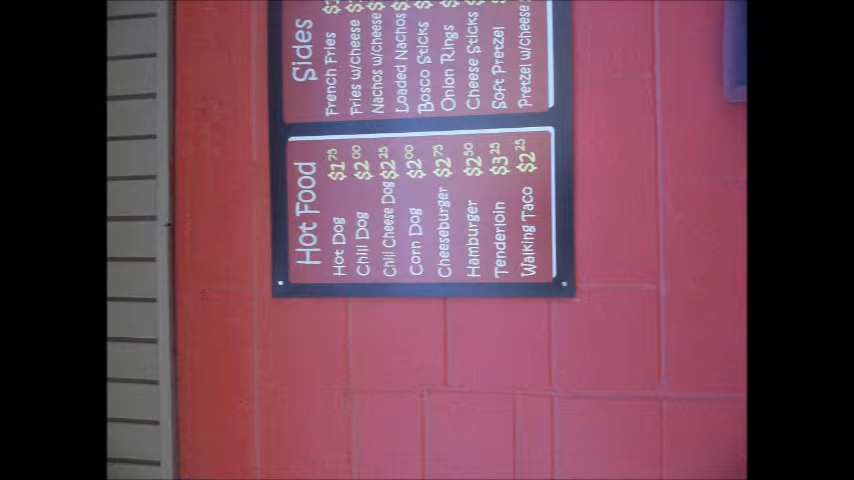 Hot Food
Hot Dog $1.75
Chili Dog $2.00
Chili Cheese Dog $2.25
Corn Dog $2.00
Cheeseburger $2.75
Hamburger $2.50
Tenderloin $3.25
Walking Taco $2.25
Sides
French Fries
Fries w/cheese
Nachos w/cheese
Loaded Nachos
Bosco Sticks
Onion Rings
Cheese Sticks
Soft Pretzel
Pretzel w/Cheese